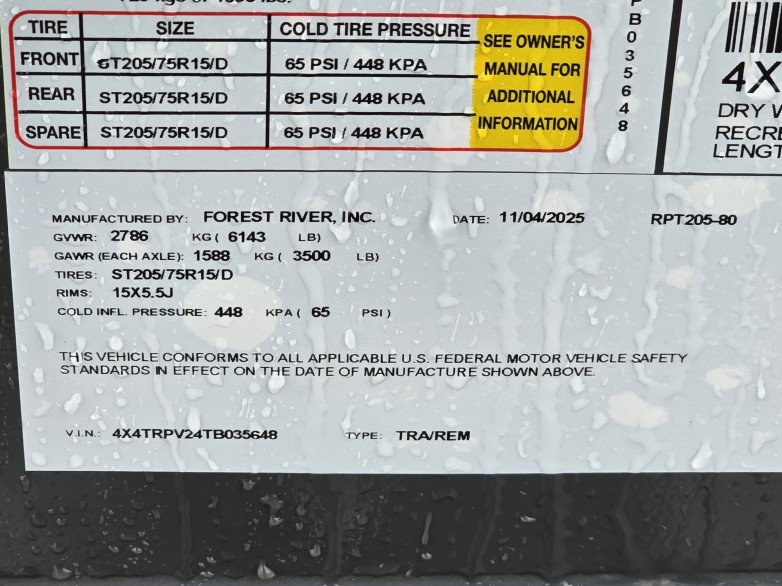 TIRE SIZE COLD TIRE PRESSURE SEE OWNER'S MANUAL FOR ADDITIONAL INFORMATION
FRONT ST205/75R15/D 65 PSI / 448 KPA
REAR ST205/75R15/D 65 PSI / 448 KPA
SPARE ST205/75R15/D 65 PSI / 448 KPA
B035648
4X
DRY
RECRE
LENGT
MANUFACTURED BY: FOREST RIVER, INC. DATE: 11/04/2025 RPT205-80
GVWR: 2786 KG ( 6143 LB)
GAWR (EACH AXLE): 1588 KG ( 3500 LB)
TIRES: ST205/75R15/D
RIMS: 15X5.5J
COLD INFL. PRESSURE: 448 KPA ( 65 PSI )
THIS VEHICLE CONFORMS TO ALL APPLICABLE U.S. FEDERAL MOTOR VEHICLE SAFETY
STANDARDS IN EFFECT ON THE DATE OF MANUFACTURE SHOWN ABOVE.
V.I.N.: 4X4TRPV24TB035648 TYPE: TRA/REM